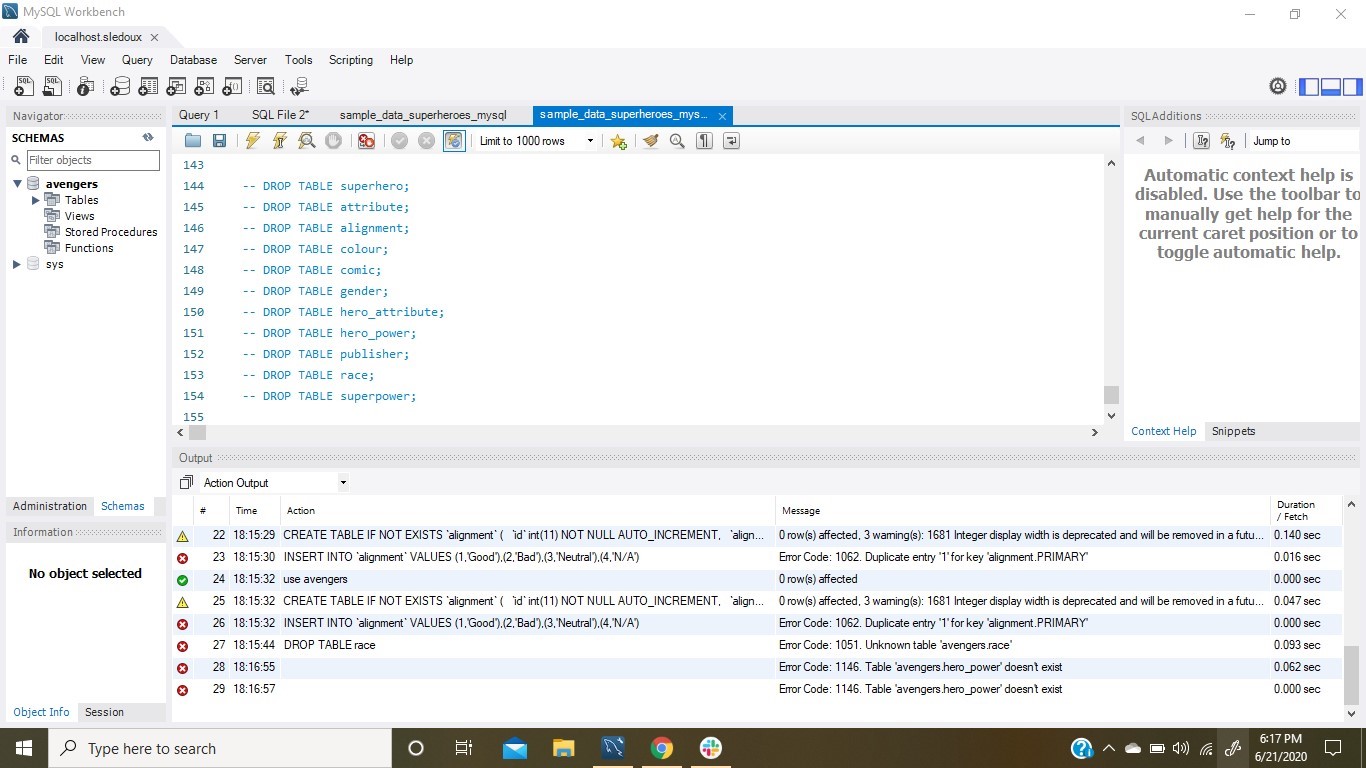 MySQL Workbench
localhost.sledoux
File Edit View Query Database Server Tools Scripting Help
Navigator
SCHEMAS
Filter objects
avengers
Tables
Views
Stored Procedures
Functions
sys
Administration Schemas
Information
No object selected
Object Info Session
Query 1 SQL File 2* sample_data_superheroes_mysql sample_data_superheroes_mys...
Limit to 1000 rows
143
144 -- DROP TABLE superhero;
145 -- DROP TABLE attribute;
146 -- DROP TABLE alignment;
147 -- DROP TABLE colour;
148 -- DROP TABLE comic;
149 -- DROP TABLE gender;
150 -- DROP TABLE hero_attribute;
151 -- DROP TABLE hero_power;
152 -- DROP TABLE publisher;
153 -- DROP TABLE race;
154 -- DROP TABLE superpower;
155
SQLAdditions
Jump to
Automatic context help is
disabled. Use the toolbar to
manually get help for the
current caret position or to
toggle automatic help.
Context Help Snippets
Output
Action Output
# Time Action Message Duration / Fetch
22 18:15:29 CREATE TABLE IF NOT EXISTS `alignment` ( `id` int(11) NOT NULL AUTO_INCREMENT, `align... 0 row(s) affected, 3 warning(s): 1681 Integer display width is deprecated and will be removed in a futu... 0.140 sec
23 18:15:30 INSERT INTO `alignment` VALUES (1,'Good'),(2,'Bad'),(3,'Neutral'),(4,'N/A') Error Code: 1062. Duplicate entry '1' for key 'alignment.PRIMARY' 0.016 sec
24 18:15:32 use avengers 0 row(s) affected 0.000 sec
25 18:15:32 CREATE TABLE IF NOT EXISTS `alignment` ( `id` int(11) NOT NULL AUTO_INCREMENT, `align... 0 row(s) affected, 3 warning(s): 1681 Integer display width is deprecated and will be removed in a futu... 0.047 sec
26 18:15:32 INSERT INTO `alignment` VALUES (1,'Good'),(2,'Bad'),(3,'Neutral'),(4,'N/A') Error Code: 1062. Duplicate entry '1' for key 'alignment.PRIMARY' 0.000 sec
27 18:15:44 DROP TABLE race Error Code: 1051. Unknown table 'avengers.race' 0.093 sec
28 18:16:55 Error Code: 1146. Table 'avengers.hero_power' doesn't exist 0.062 sec
29 18:16:57 Error Code: 1146. Table 'avengers.hero_power' doesn't exist 0.000 sec
Type here to search
6:17 PM
6/21/2020